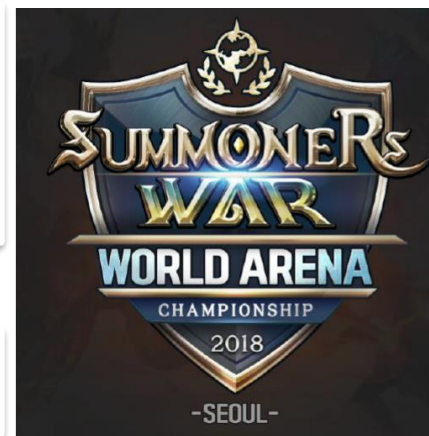 SUMMONERS
WAR
WORLD ARENA
CHAMPIONSHIP
2018
-SEOUL-